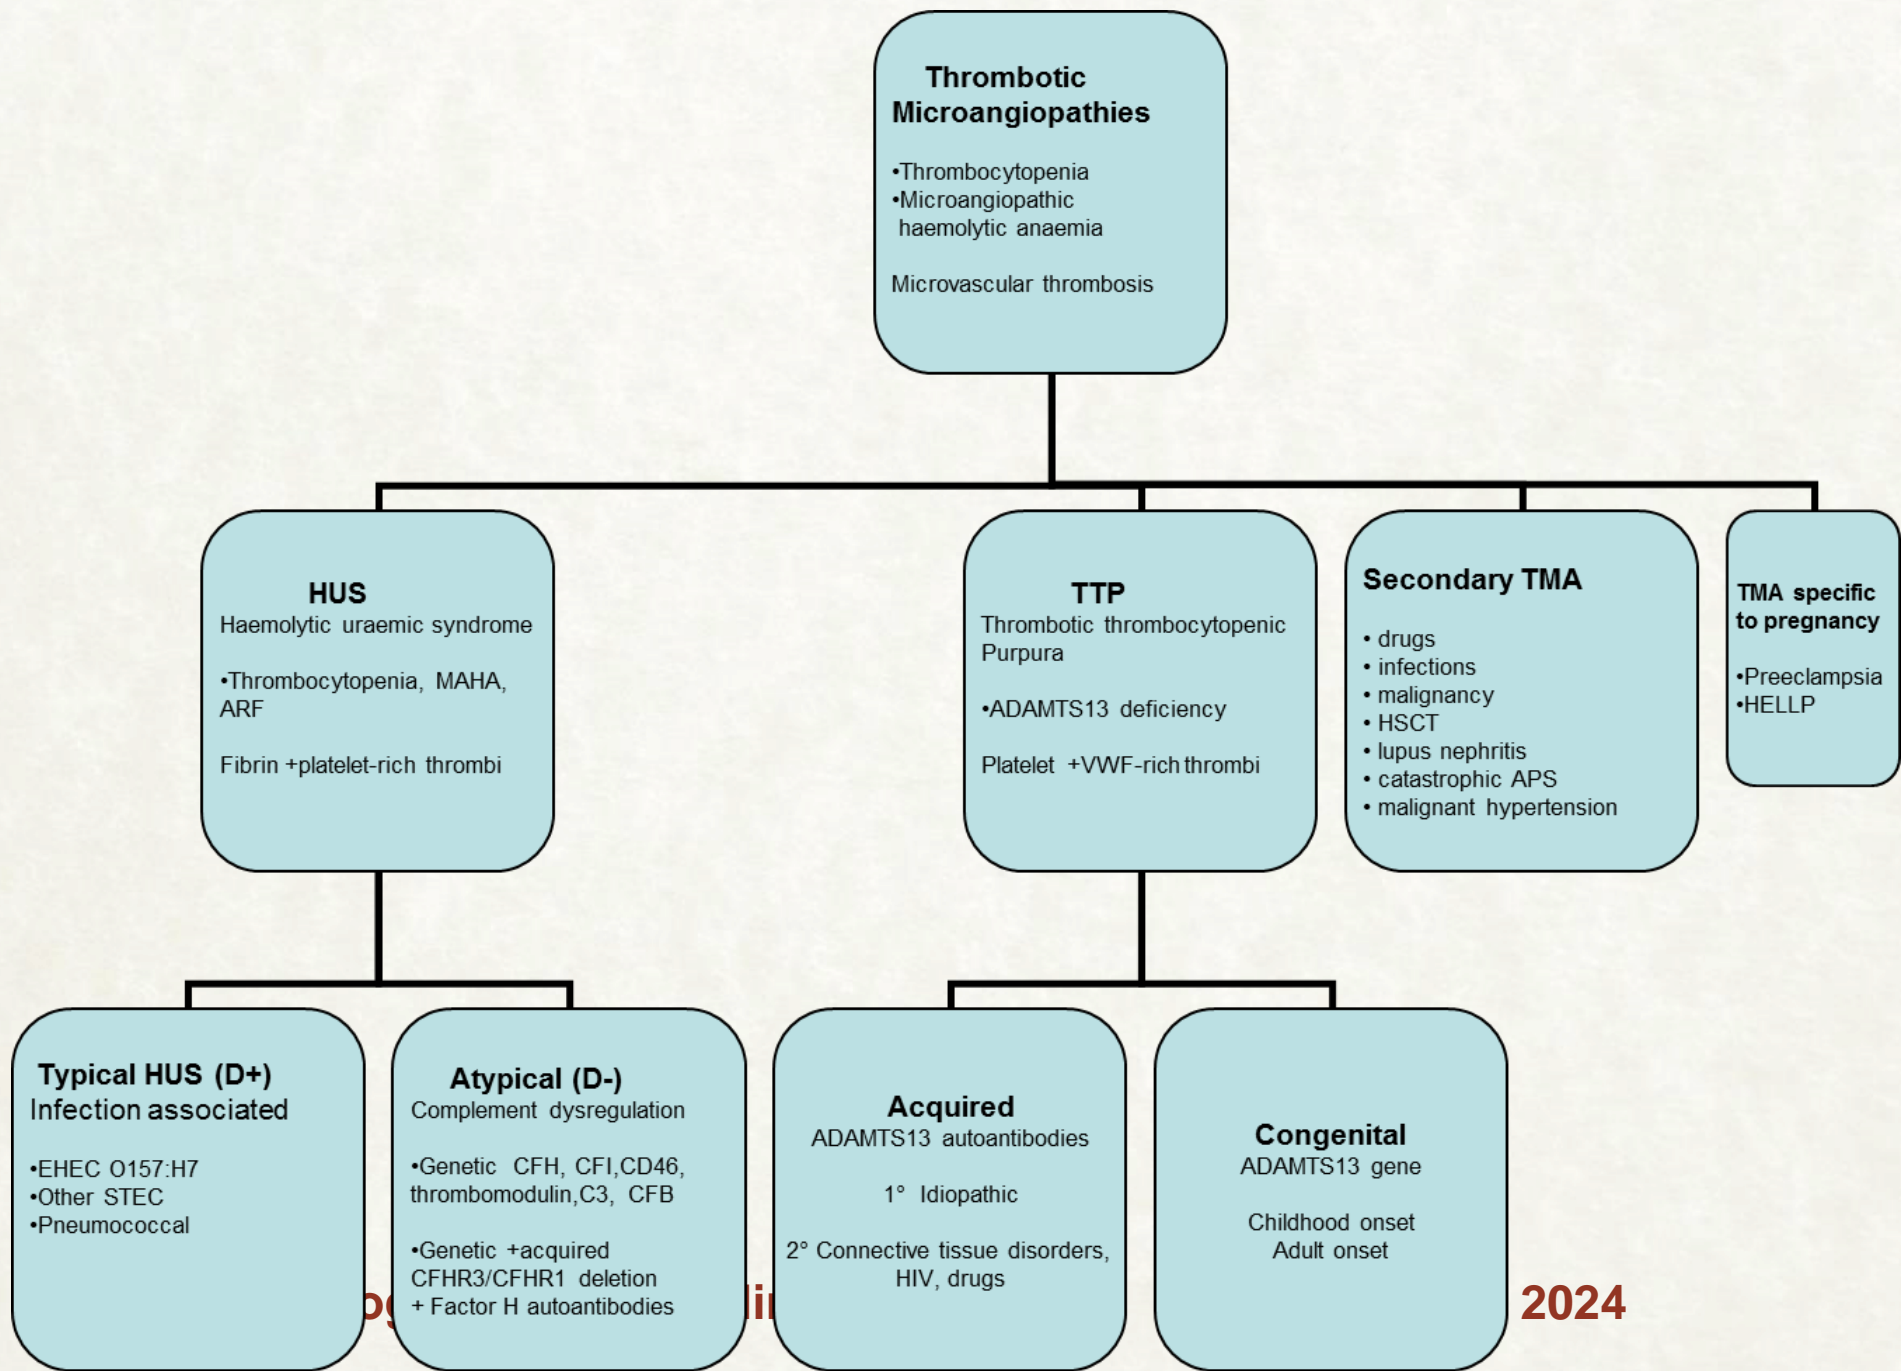 Thrombotic
Microangiopathies
•Thrombocytopenia
•Microangiopathic
haemolytic anaemia
Microvascular thrombosis
HUS
Haemolytic uraemic syndrome
•Thrombocytopenia, MAHA,
ARF
Fibrin +platelet-rich thrombi
TTP
Thrombotic thrombocytopenic
Purpura
•ADAMTS13 deficiency
Platelet +VWF-rich thrombi
Secondary TMA
• drugs
• infections
• malignancy
• HSCT
• lupus nephritis
• catastrophic APS
• malignant hypertension
TMA specific
to pregnancy
•Preeclampsia
•HELLP
Typical HUS (D+)
Infection associated
•EHEC O157:H7
•Other STEC
•Pneumococcal
Atypical (D-)
Complement dysregulation
•Genetic CFH, CFI,CD46,
thrombomodulin,C3, CFB
•Genetic +acquired
CFHR3/CFHR1 deletion
+ Factor H autoantibodies
Acquired
ADAMTS13 autoantibodies
1° Idiopathic
2° Connective tissue disorders,
HIV, drugs
Congenital
ADAMTS13 gene
Childhood onset
Adult onset
2024